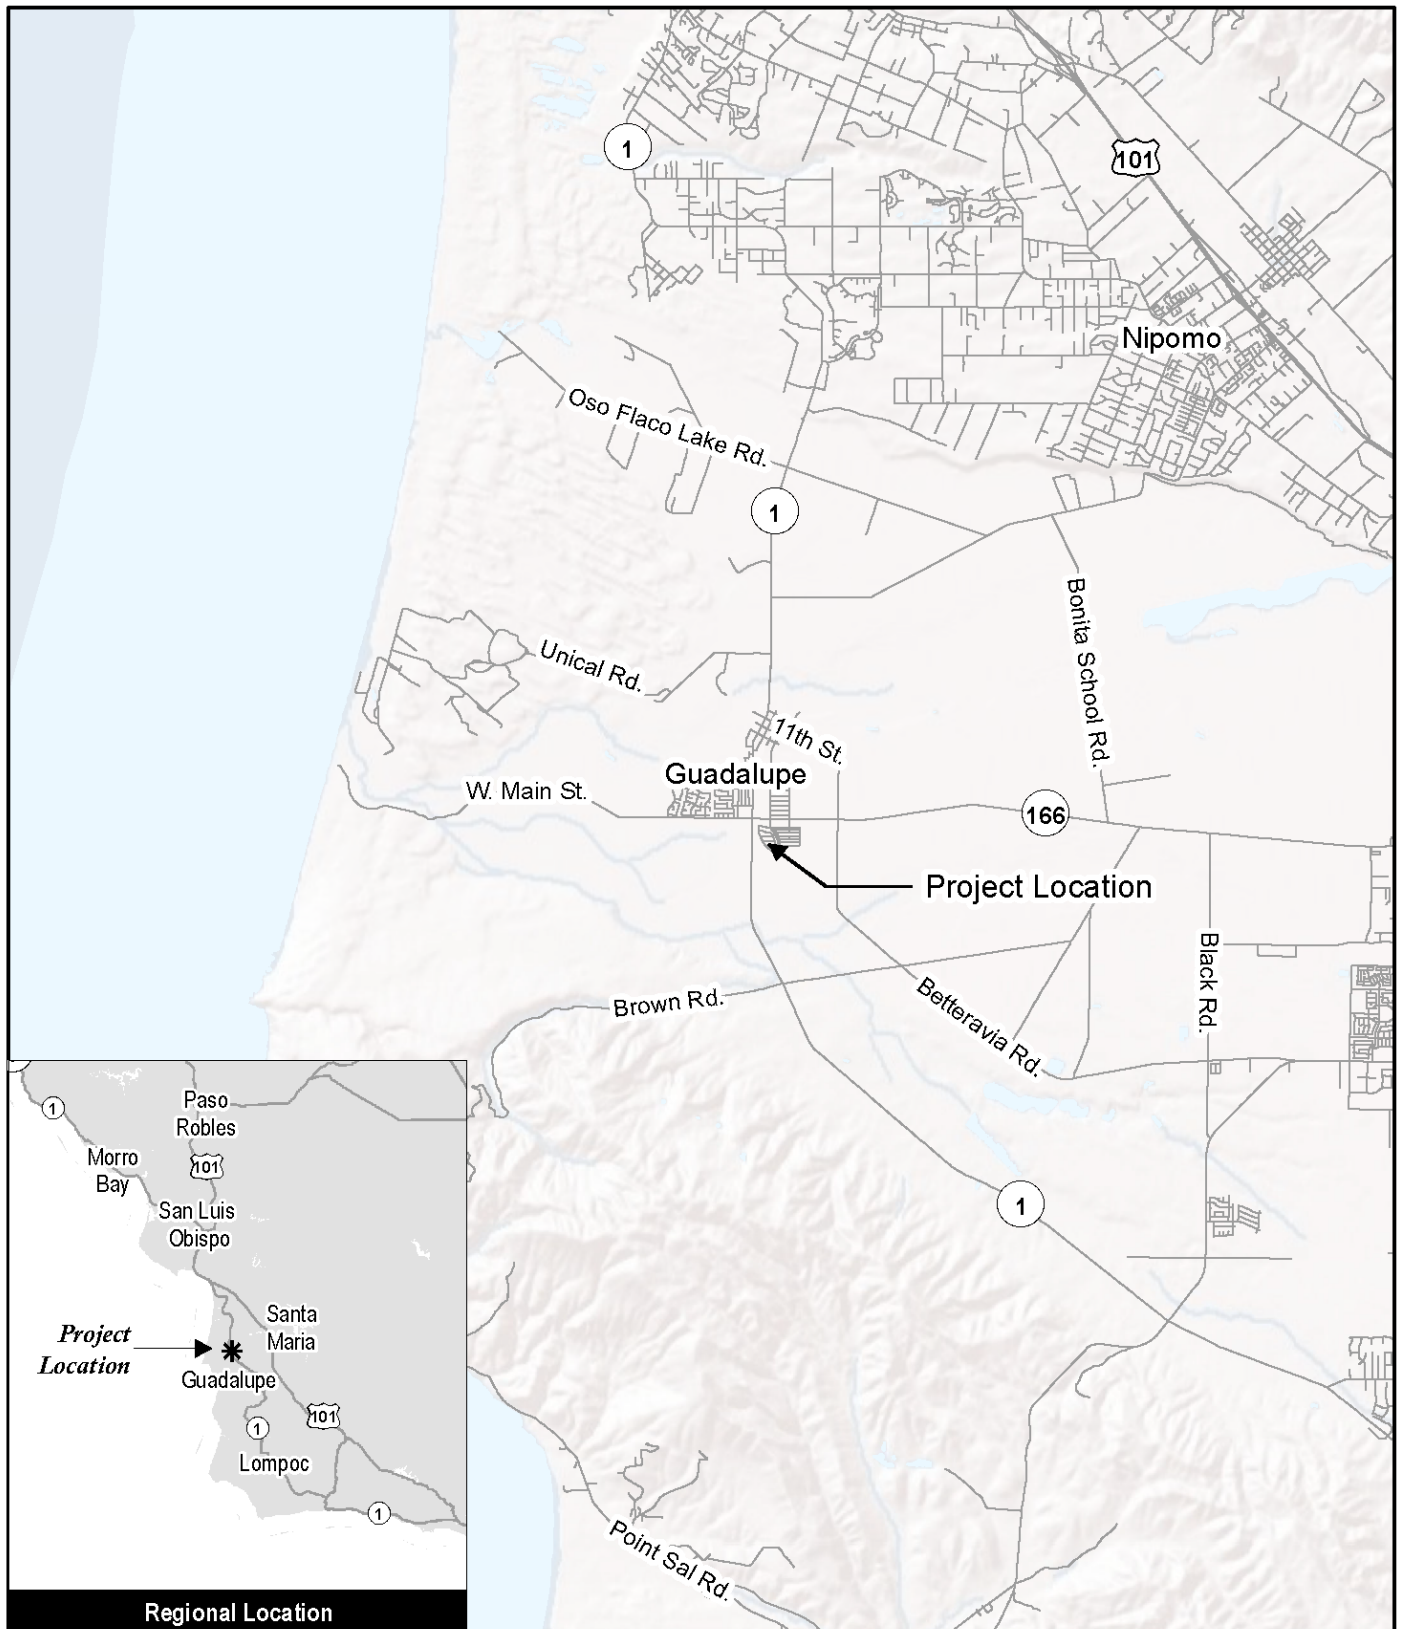 1
101
Nipomo
Oso Flaco Lake Rd.
1
Bonita School Rd.
Unical Rd.
11th St.
Guadalupe
W. Main St.
166
Project Location
Black Rd.
Betteravia Rd.
Brown Rd.
1
Point Sal Rd.
1
Paso
Robles
101
Morro
Bay
San Luis
Obispo
Santa
Maria
Project
Location
Guadalupe
101
1
Lompoc
1
Regional Location